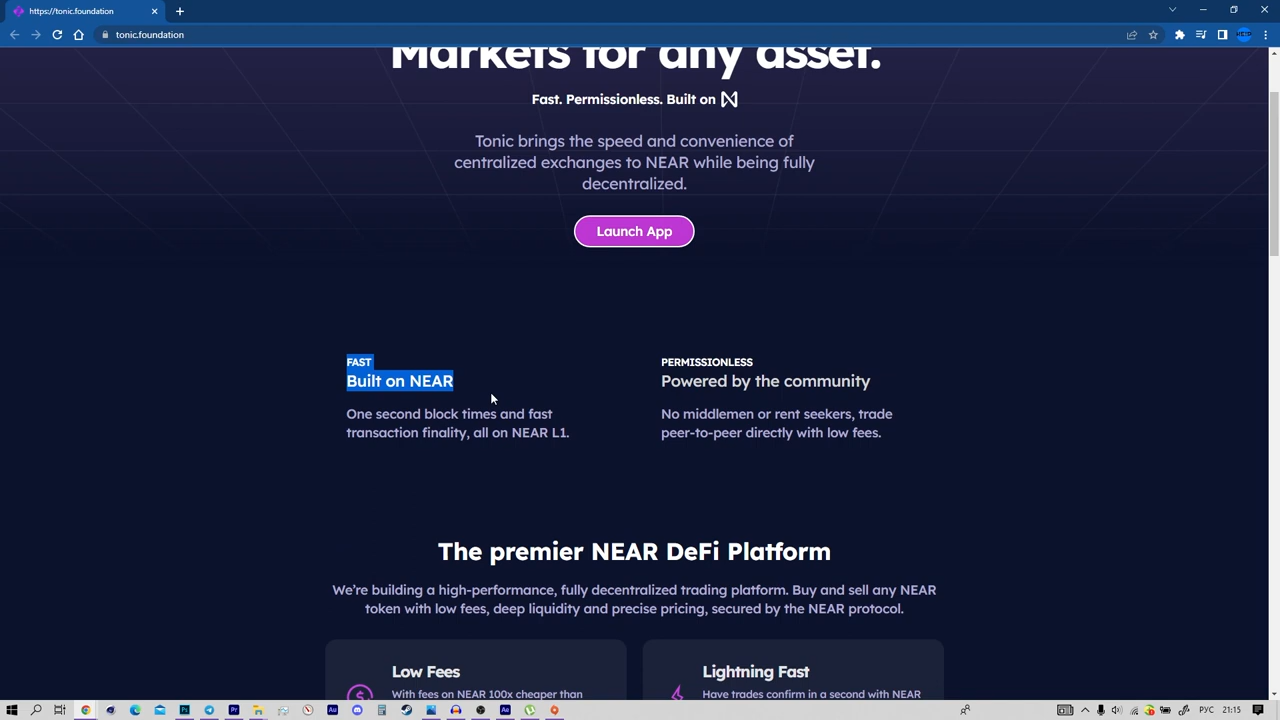 https://tonic.foundation
tonic.foundation
Markets for any asset.
Fast. Permissionless. Built on
Tonic brings the speed and convenience of
centralized exchanges to NEAR while being fully
decentralized.
Launch App
FAST
Built on NEAR
One second block times and fast
transaction finality, all on NEAR L1.
PERMISSIONLESS
Powered by the community
No middlemen or rent seekers, trade
peer-to-peer directly with low fees.
The premier NEAR DeFi Platform
We're building a high-performance, fully decentralized trading platform. Buy and sell any NEAR
token with low fees, deep liquidity and precise pricing, secured by the NEAR protocol.
Low Fees
With fees on NEAR 100x cheaper than
Lightning Fast
Have trades confirm in a second with NEAR
РУС
21:15